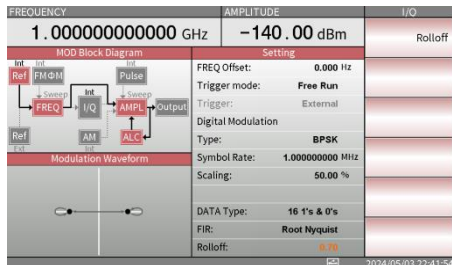 FREQUENCY AMPLITUDE I/Q
1.000000000000 GHz -140.00 dBm Rolloff
MOD Block Diagram Setting
Int Int Int
Ref FMΦM Pulse
Sweep Int Sweep
FREQ I/Q AMPL Output
Ref AM ALC
Ext Int
Modulation Waveform
FREQ Offset: 0.000 Hz
Trigger mode: Free Run
Trigger: External
Digital Modulation
Type: BPSK
Symbol Rate: 1.000000000 MHz
Scaling: 50.00 %
DATA Type: 16 1's & 0's
FIR: Root Nyquist
Rolloff: 0.70
2024/05/03 22:41:54